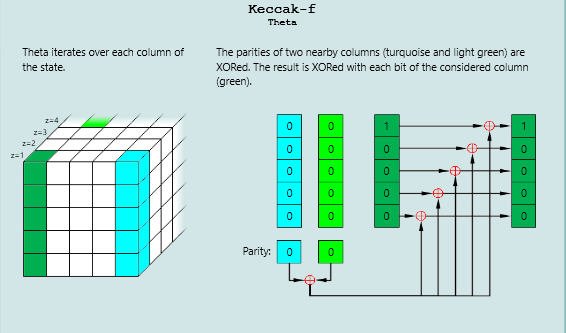 Keccak-f
Theta
Theta iterates over each column of
the state.
The parities of two nearby columns (turquoise and light green) are
XORed. The result is XORed with each bit of the considered column
(green).
z=4
z=3
z=2
z=1
0 0 1 1
0 0 0 0
0 0 0 0
0 0 0 0
0 0 0 0
Parity: 0 0